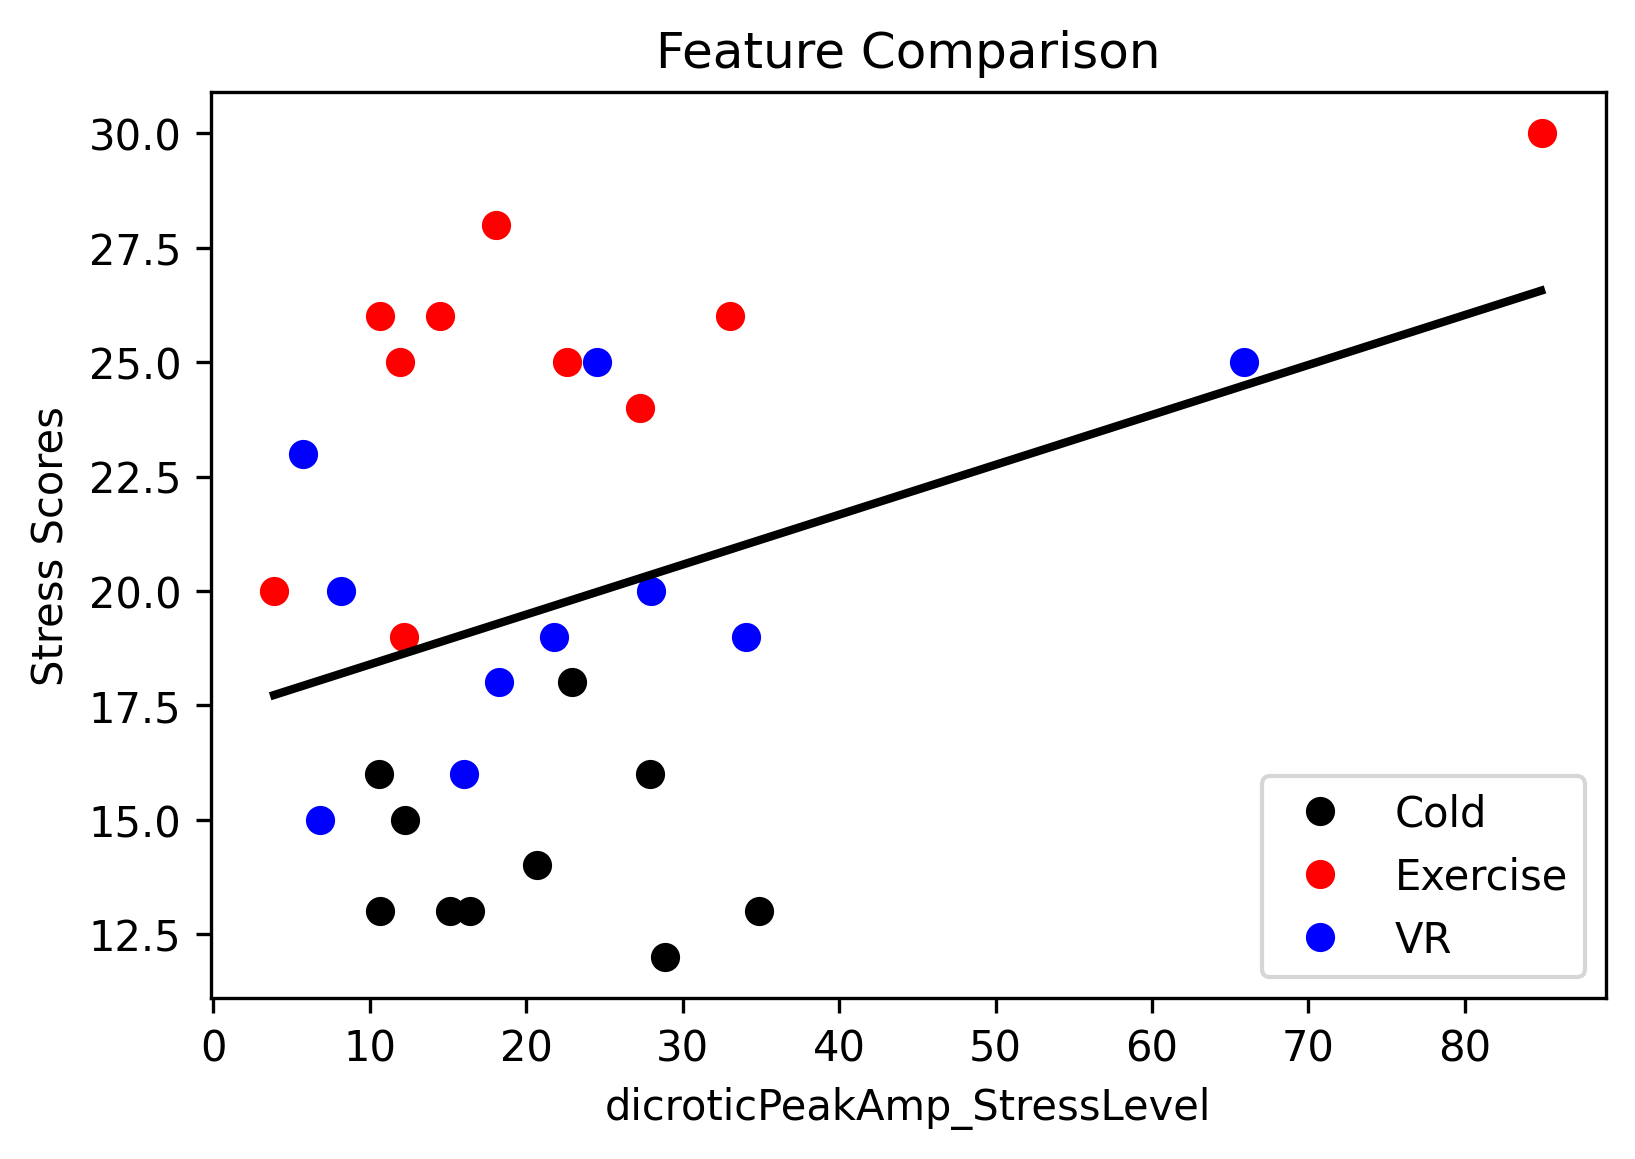 Feature Comparison
30.0
27.5
25.0
22.5
20.0
17.5
15.0
12.5
Stress Scores
Cold
Exercise
VR
0 10 20 30 40 50 60 70 80
dicroticPeakAmp_StressLevel